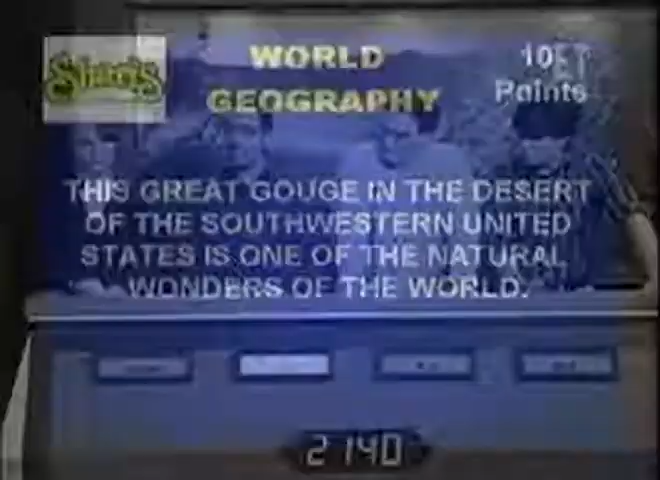 Shari's
WORLD
GEOGRAPHY
10
Points
THIS GREAT GOUGE IN THE DESERT
OF THE SOUTHWESTERN UNITED
STATES IS ONE OF THE NATURAL
WONDERS OF THE WORLD.
2140